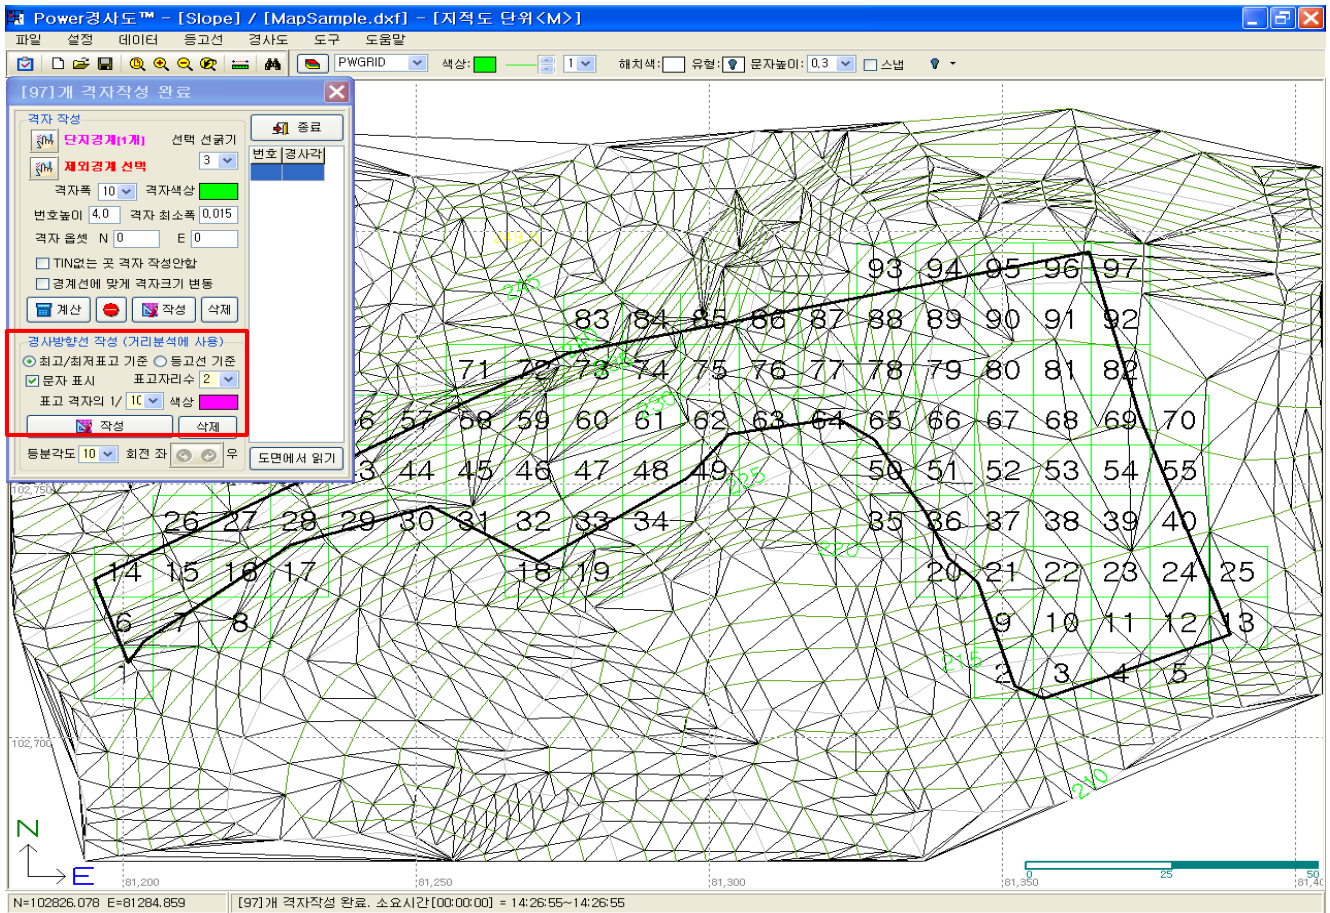 Power경사도™ - [Slope] / [MapSample.dxf] - [지적도 단위<M>]
파일 설정 데이터 등고선 경사도 도구 도움말
PWGRID 색상: 1 해치색: 유형: 문자높이: 0,3 스냅
[97]개 격자작성 완료
격자 작성
단지경계[1개] 선택 선굵기
제외경계 선택 3
격자폭 10 격자색상
번호높이 4,0 격자 최소폭 0,015
격자 옵셋 N 0 E 0
TIN없는 곳 격자 작성안함
경계선에 맞게 격자크기 변동
계산 작성 삭제
경사방향선 작성 (거리분석에 사용)
최고/최저표고 기준 등고선 기준
문자 표시 표고자리수 2
표고 격자의 1/ 10 색상
작성 삭제
등분각도 10 회전 좌 우
종료
번호 경사각
도면에서 읽기
93 94 95 96 97
245
83 84 85 86 87 88 89 90 91 92
71 72 73 74 75 76 77 78 79 80 81 82
230
57 58 59 60 61 62 63 64 65 66 67 68 69 70
44 45 46 47 48 49 50 51 52 53 54 55
225
102,750
26 27 28 29 30 31 32 33 34 35 36 37 38 39 40
220
14 15 16 17 18 19 20 21 22 23 24 25
6 7 8 9 10 11 12 13
215
1 2 3 4 5
102,700
210
N
E
0 25 50
81,200 81,250 81,300 81,350
N=102826.078 E=81284.859 [97]개 격자작성 완료. 소요시간[00:00:00] = 14:26:55~14:26:55